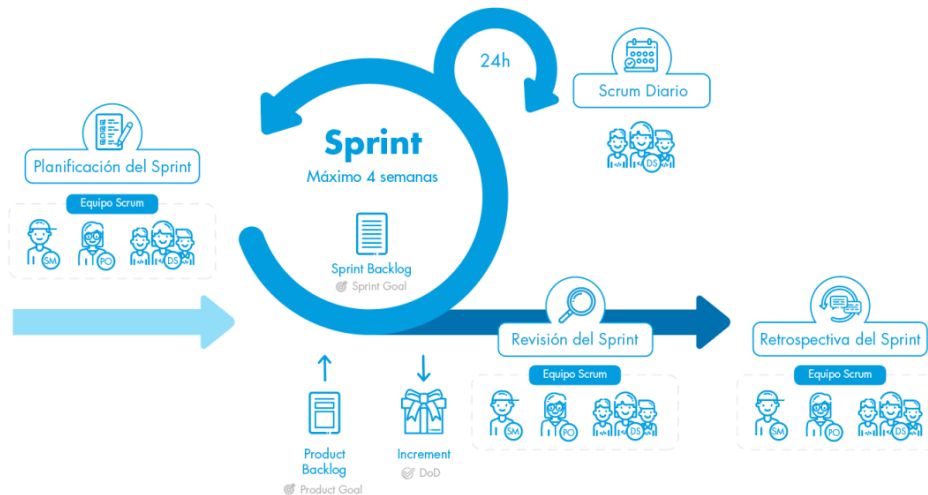 Planificación del Sprint
Equipo Scrum
SM
PO
DS
Sprint
Máximo 4 semanas
Sprint Backlog
Sprint Goal
24h
Scrum Diario
DS
Product
Backlog
Product Goal
Increment
DoD
Revisión del Sprint
Equipo Scrum
SM
PO
DS
Retrospectiva del Sprint
Equipo Scrum
SM
PO
DS